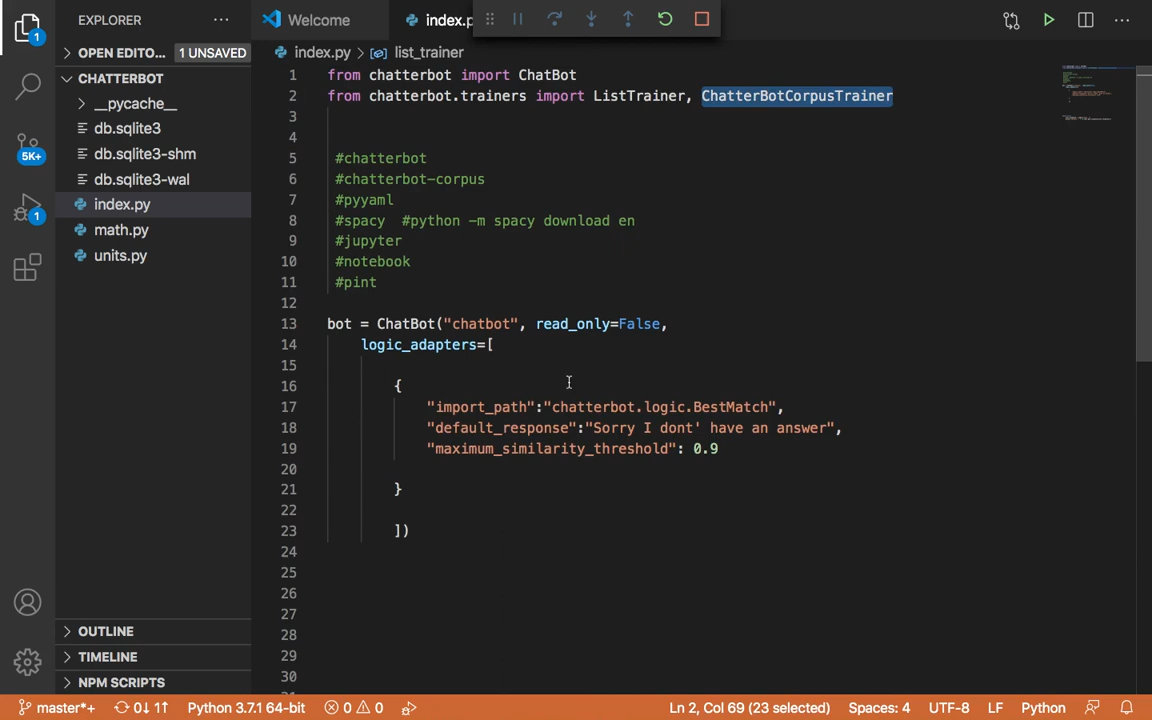 EXPLORER
Welcome
index.p
OPEN EDITO...
1 UNSAVED
CHATTERBOT
__pycache__
db.sqlite3
db.sqlite3-shm
db.sqlite3-wal
index.py
math.py
units.py
OUTLINE
TIMELINE
NPM SCRIPTS
1
5K+
1
index.py > list_trainer
1 from chatterbot import ChatBot
2 from chatterbot.trainers import ListTrainer, ChatterBotCorpusTrainer
3
4
5 #chatterbot
6 #chatterbot-corpus
7 #pyyaml
8 #spacy #python -m spacy download en
9 #jupyter
10 #notebook
11 #pint
12
13 bot = ChatBot("chatbot", read_only=False,
14 logic_adapters=[
15
16 {
17 "import_path":"chatterbot.logic.BestMatch",
18 "default_response":"Sorry I dont' have an answer",
19 "maximum_similarity_threshold": 0.9
20
21 }
22
23 ])
24
25
26
27
28
29
30
master*+ 0↓ 1↑ Python 3.7.1 64-bit 0 0 Ln 2, Col 69 (23 selected) Spaces: 4 UTF-8 LF Python